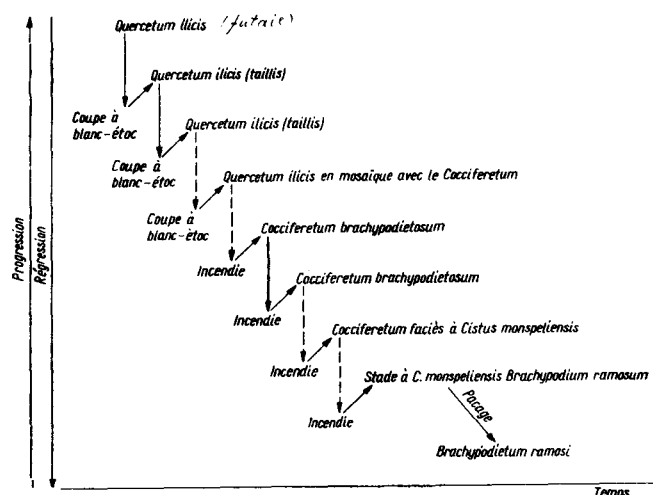 Quercetum Ilicis (futaie)
Quercetum ilicis (taillis)
Coupe à
blanc-étoc
Quercetum ilicis (taillis)
Coupe à
blanc-étoc
Quercetum ilicis en mosaique avec le Cocciferetum
Coupe à
blanc-étoc
Cocciferetum brachypodietosum
Incendie
Cocciferetum brachypodietosum
Incendie
Cocciferetum faciès à Cistus monspeliensis
Incendie
Stade à C. monspeliensis Brachypodium ramosum
Pacage
Incendie
Brachypodietum ramosi
Progression
Régression
Temps